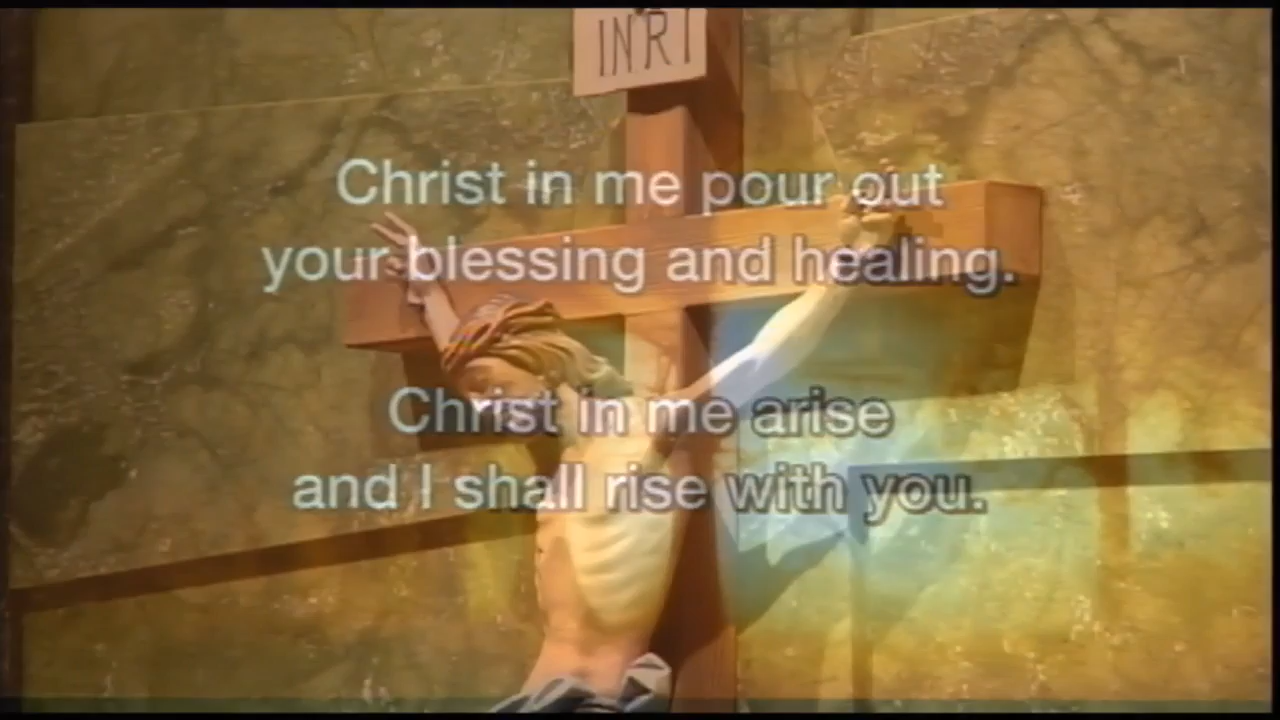 INRI
Christ in me pour out
your blessing and healing.
Christ in me arise
and I shall rise with you.